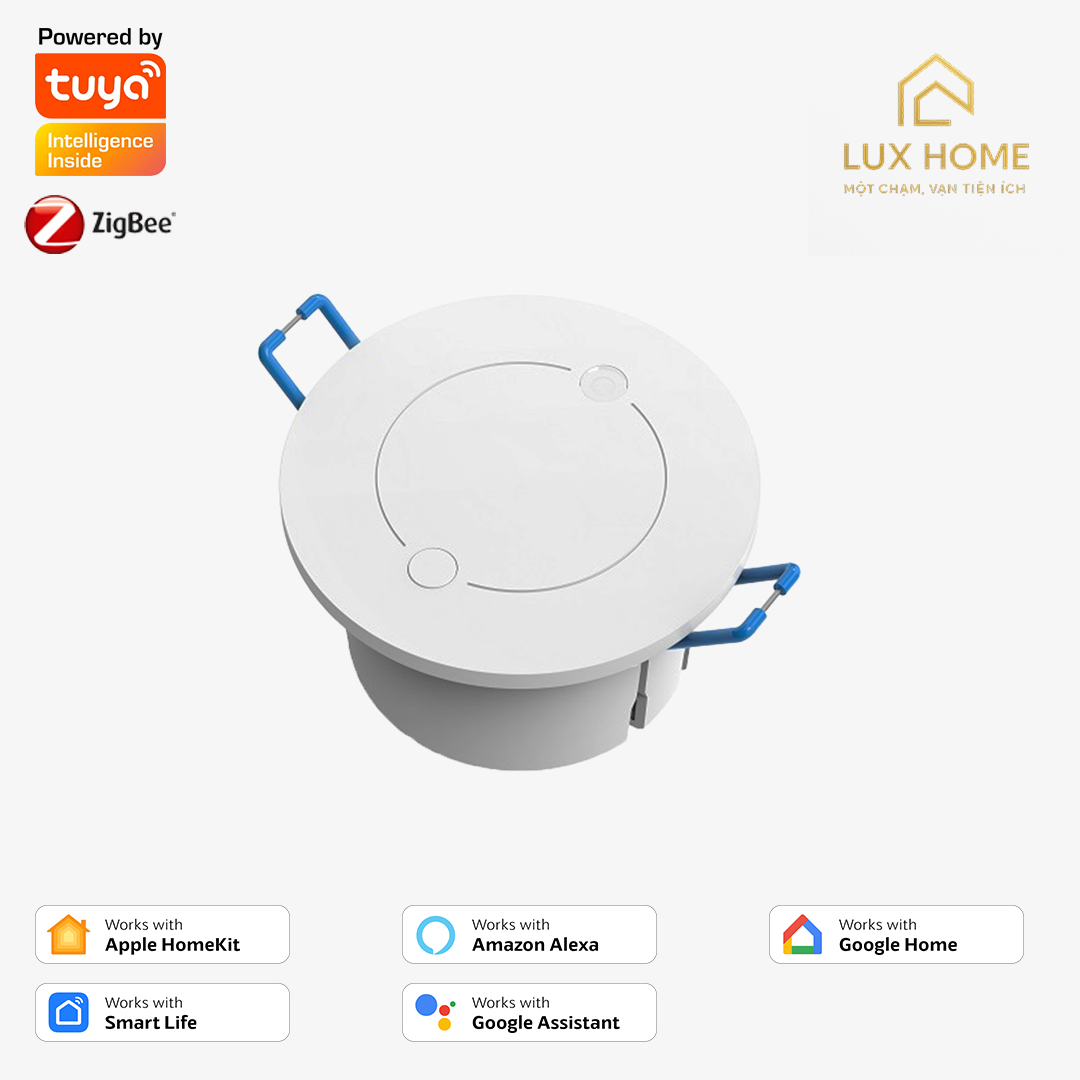 Powered by
tuya
Intelligence
Inside
ZigBee®
LUX HOME
MỘT CHẠM, VẠN TIỆN ÍCH
Works with
Apple HomeKit
Works with
Amazon Alexa
Works with
Google Home
Works with
Smart Life
Works with
Google Assistant